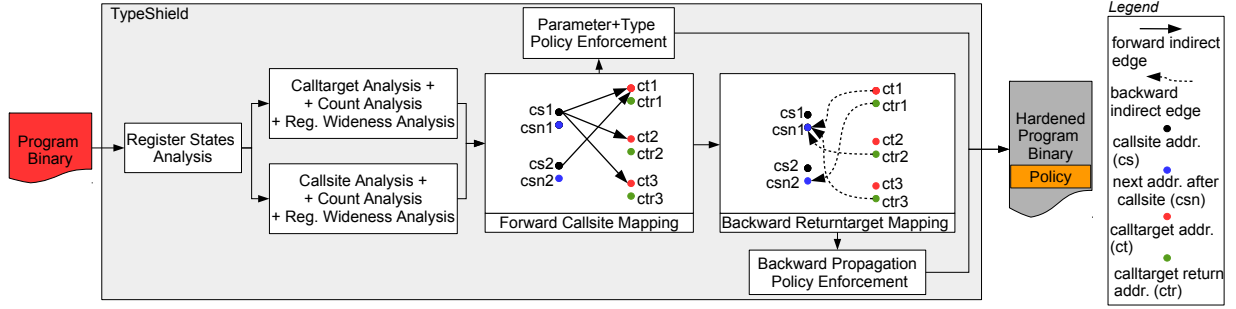 TypeShield
Program
Binary
Register States
Analysis
Calltarget Analysis +
+ Count Analysis
+ Reg. Wideness Analysis
Callsite Analysis +
+ Count Analysis
+ Reg. Wideness Analysis
Parameter+Type
Policy Enforcement
cs1
csn1
cs2
csn2
ct1
ctr1
ct2
ctr2
ct3
ctr3
Forward Callsite Mapping
cs1
csn1
cs2
csn2
ct1
ctr1
ct2
ctr2
ct3
ctr3
Backward Returntarget Mapping
Backward Propagation
Policy Enforcement
Hardened
Program
Binary
Policy
Legend
forward indirect
edge
backward
indirect edge
callsite addr.
(cs)
next addr. after
callsite (csn)
calltarget addr.
(ct)
calltarget return
addr. (ctr)